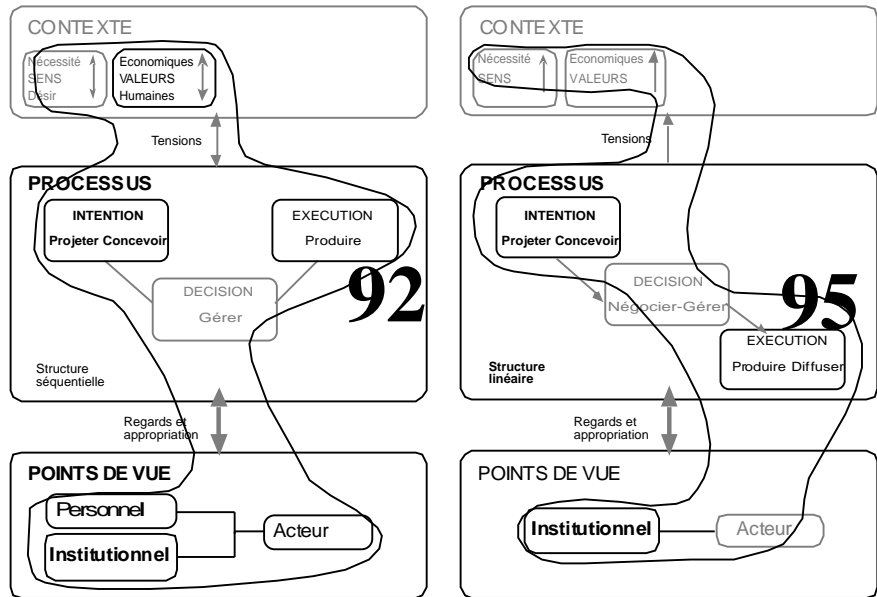 CONTEXTE
Nécessité
SENS
Désir
Economiques
VALEURS
Humaines
Tensions
PROCESSUS
INTENTION
Projeter Concevoir
EXECUTION
Produire
DECISION
Gérer
92
Structure
séquentielle
Regards et
appropriation
POINTS DE VUE
Personnel
Institutionnel
Acteur
CONTEXTE
Nécessité
SENS
Economiques
VALEURS
Tensions
PROCESSUS
INTENTION
Projeter Concevoir
DECISION
Négocier-Gérer
95
EXECUTION
Produire Diffuser
Structure
linéaire
Regards et
appropriation
POINTS DE VUE
Institutionnel
Acteur